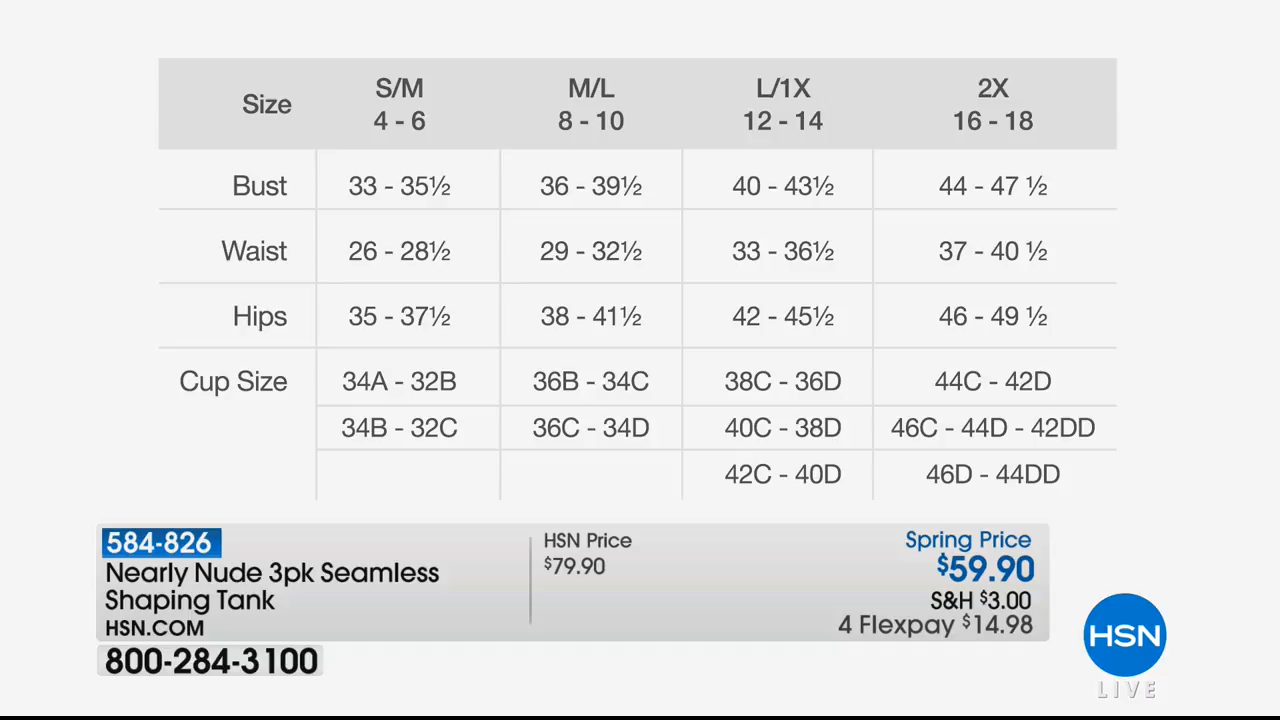 Size S/M M/L L/1X 2X
4 - 6 8 - 10 12 - 14 16 - 18
Bust 33 - 35½ 36 - 39½ 40 - 43½ 44 - 47 ½
Waist 26 - 28½ 29 - 32½ 33 - 36½ 37 - 40 ½
Hips 35 - 37½ 38 - 41½ 42 - 45½ 46 - 49 ½
Cup Size 34A - 32B 36B - 34C 38C - 36D 44C - 42D
34B - 32C 36C - 34D 40C - 38D 46C - 44D - 42DD
42C - 40D 46D - 44DD
584-826
Nearly Nude 3pk Seamless
Shaping Tank
HSN.COM
800-284-3100
HSN Price
$79.90
Spring Price
$59.90
S&H $3.00
4 Flexpay $14.98
HSN
LIVE